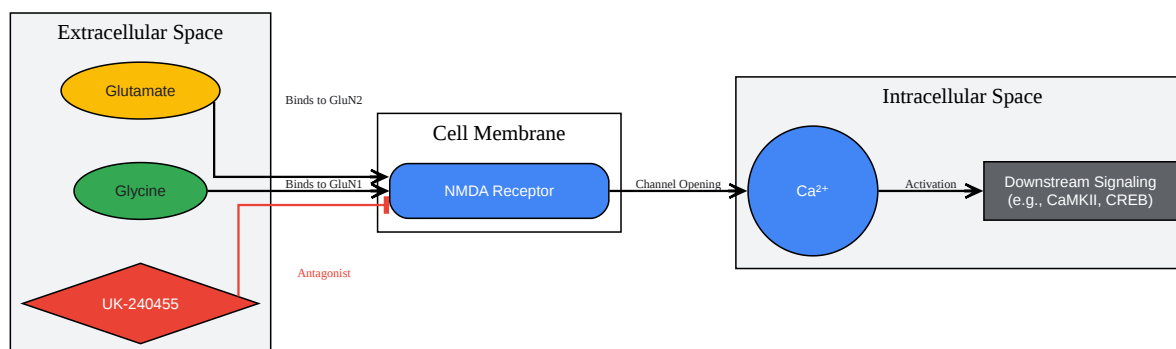 Extracellular Space
Glutamate
Binds to GluN2
Glycine
Binds to GluN1
UK-240455
Antagonist
Cell Membrane
NMDA Receptor
Channel Opening
Intracellular Space
Ca²⁺
Activation
Downstream Signaling
(e.g., CaMKII, CREB)